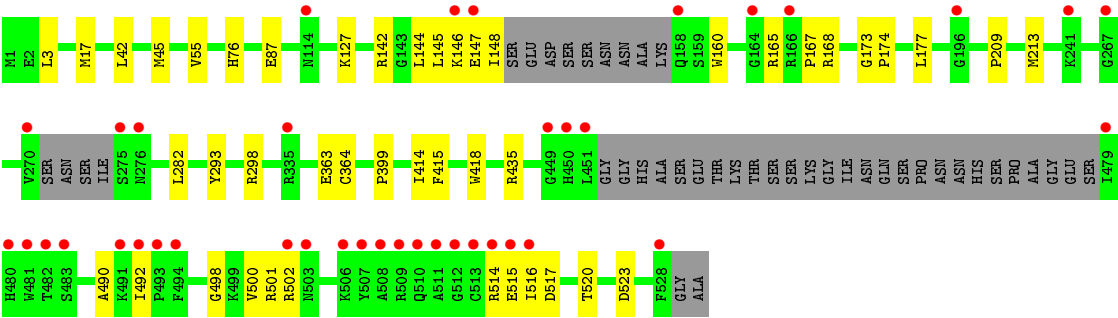 M1 E2 L3 M17 L42 M45 V55 H76 E87 N114 K127 R142 G143 L144 L145 K146 E147 I148 SER GLU ASP SER SER ASN ASN ALA LYS Q158 S159 W160 G164 R165 R166 P167 R168 G173 P174 L177 G196 P209 M213 K241 G267
V270 SER ASN SER ILE S275 N276 L282 Y293 R298 R335 E363 C364 P399 I414 F415 W418 R435 G449 H450 L451 GLY GLY HIS ALA SER GLU THR LYS THR SER SER LYS GLY ILE ASN GLN SER PRO ASN ASN HIS SER PRO ALA GLY GLU SER I479
H480 W481 T482 S483 A490 K491 I492 P493 F494 G498 K499 V500 R501 R502 N503 K506 Y507 A508 R509 Q510 A511 G512 C513 R514 E515 I516 D517 T520 D523 F528 GLY ALA